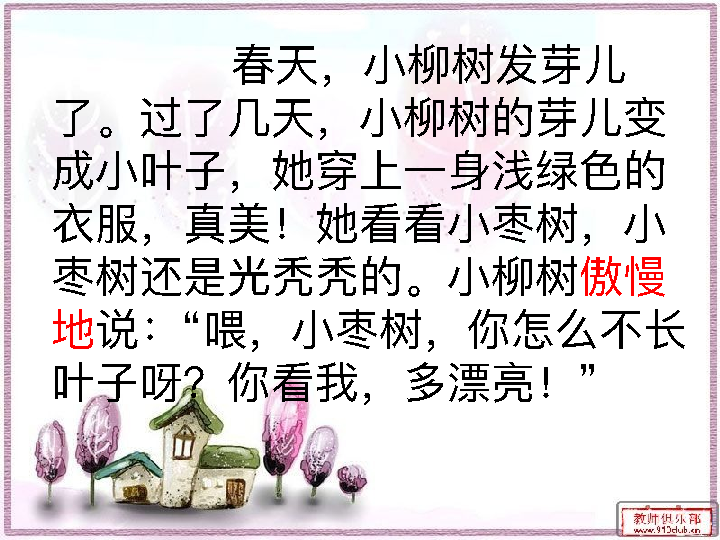 春天，小柳树发芽儿
了。过了几天，小柳树的芽儿变
成小叶子，她穿上一身浅绿色的
衣服，真美！她看看小枣树，小
枣树还是光秃秃的。小柳树傲慢
地说：“喂，小枣树，你怎么不长
叶子呀？你看我，多漂亮！”
教师俱乐部
www.910club.cn